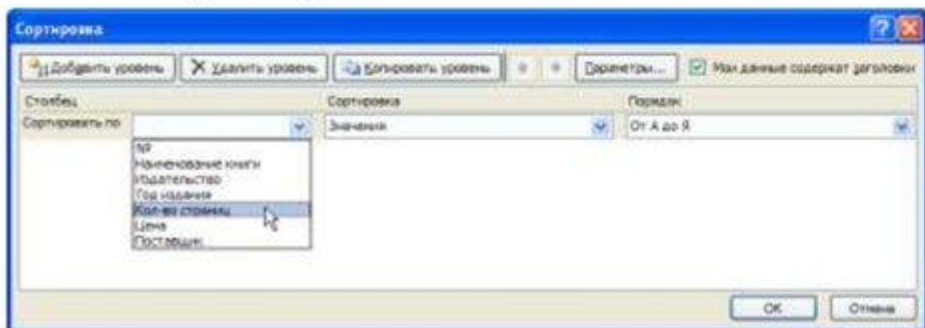 Сортировка
Добавить уровень Удалить уровень Копировать уровень Параметры... Мои данные содержат заголовки
Столбец Сортировка Порядок
Сортировать по Значения От А до Я
№
Наименование книги
Издательство
Год издания
Кол-во страниц
Цена
Поставщик
ОК Отмена